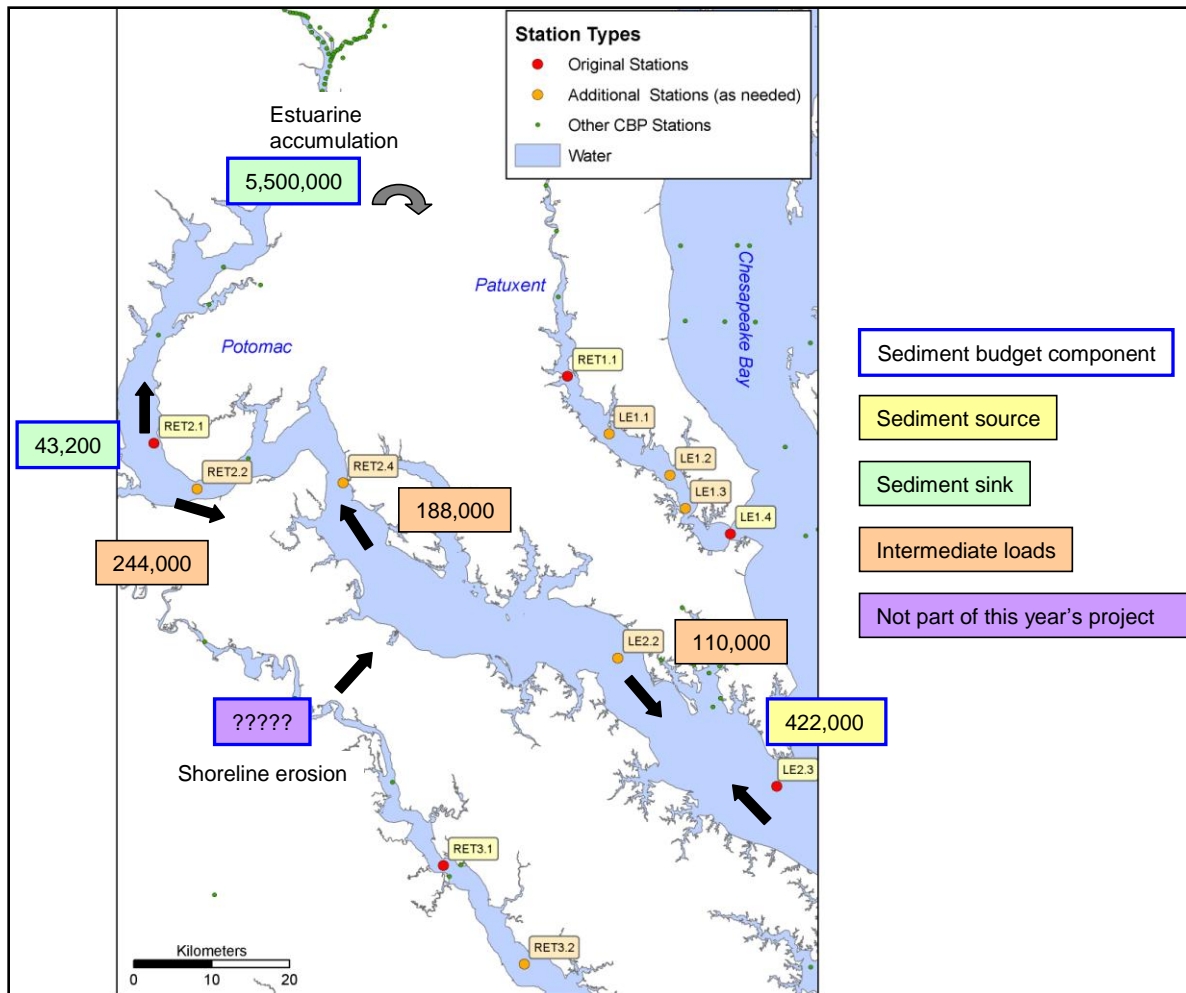 Station Types
Original Stations
Additional Stations (as needed)
Other CBP Stations
Water
Estuarine
accumulation
5,500,000
Patuxent
Chesapeake Bay
Potomac
Sediment budget component
RET1.1
Sediment source
43,200
RET2.1
LE1.1
RET2.2
RET2.4
LE1.2
Sediment sink
LE1.3
188,000
LE1.4
Intermediate loads
244,000
Not part of this year's project
LE2.2
110,000
?????
422,000
Shoreline erosion
LE2.3
RET3.1
RET3.2
Kilometers
0 10 20